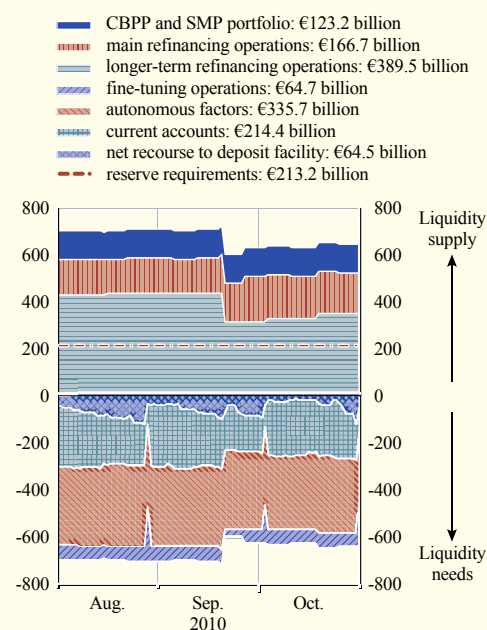 CBPP and SMP portfolio: €123.2 billion
main refinancing operations: €166.7 billion
longer-term refinancing operations: €389.5 billion
fine-tuning operations: €64.7 billion
autonomous factors: €335.7 billion
current accounts: €214.4 billion
net recourse to deposit facility: €64.5 billion
reserve requirements: €213.2 billion
800 800
Liquidity
supply
600 600
400 400
200 200
0 0
-200 -200
-400 -400
-600 -600
Liquidity
needs
-800 -800
Aug. Sep. Oct.
2010